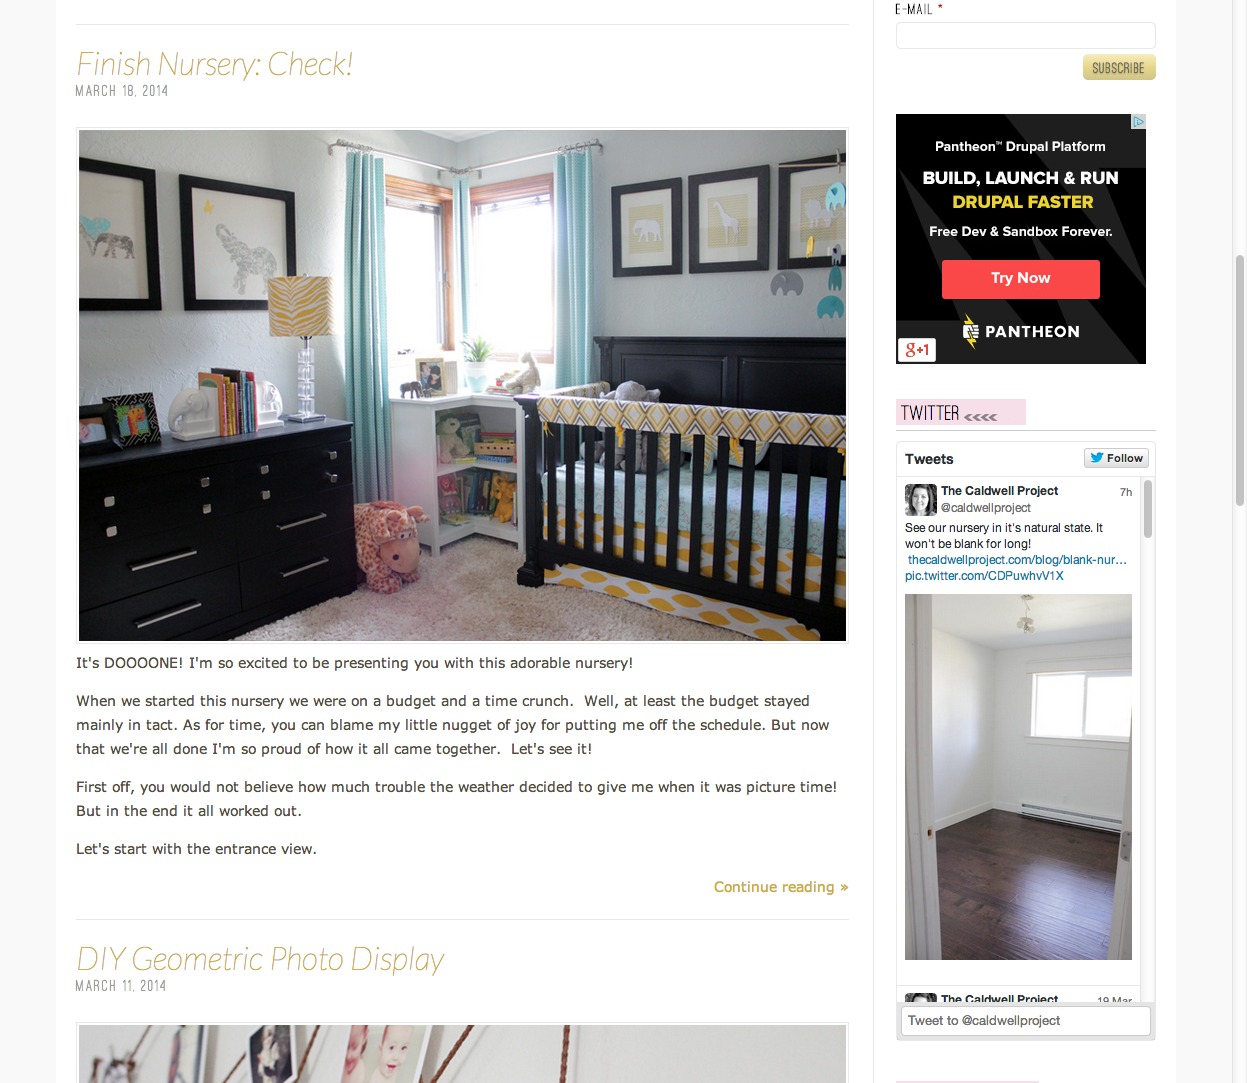 Finish Nursery: Check!
MARCH 18, 2014
It's DOOOONE! I'm so excited to be presenting you with this adorable nursery!
When we started this nursery we were on a budget and a time crunch.  Well, at least the budget stayed
mainly in tact. As for time, you can blame my little nugget of joy for putting me off the schedule. But now
that we're all done I'm so proud of how it all came together.  Let's see it!
First off, you would not believe how much trouble the weather decided to give me when it was picture time!
But in the end it all worked out.
Let's start with the entrance view.
Continue reading »
DIY Geometric Photo Display
MARCH 11, 2014
E-MAIL *
SUBSCRIBE
Pantheon™ Drupal Platform
BUILD, LAUNCH & RUN
DRUPAL FASTER
Free Dev & Sandbox Forever.
Try Now
PANTHEON
g+1
TWITTER <<<<
Tweets
Follow
The Caldwell Project 7h
@caldwellproject
See our nursery in it's natural state. It
won't be blank for long!
thecaldwellproject.com/blog/blank-nur…
pic.twitter.com/CDPuwhvV1X
The Caldwell Project 19 Mar
Tweet to @caldwellproject